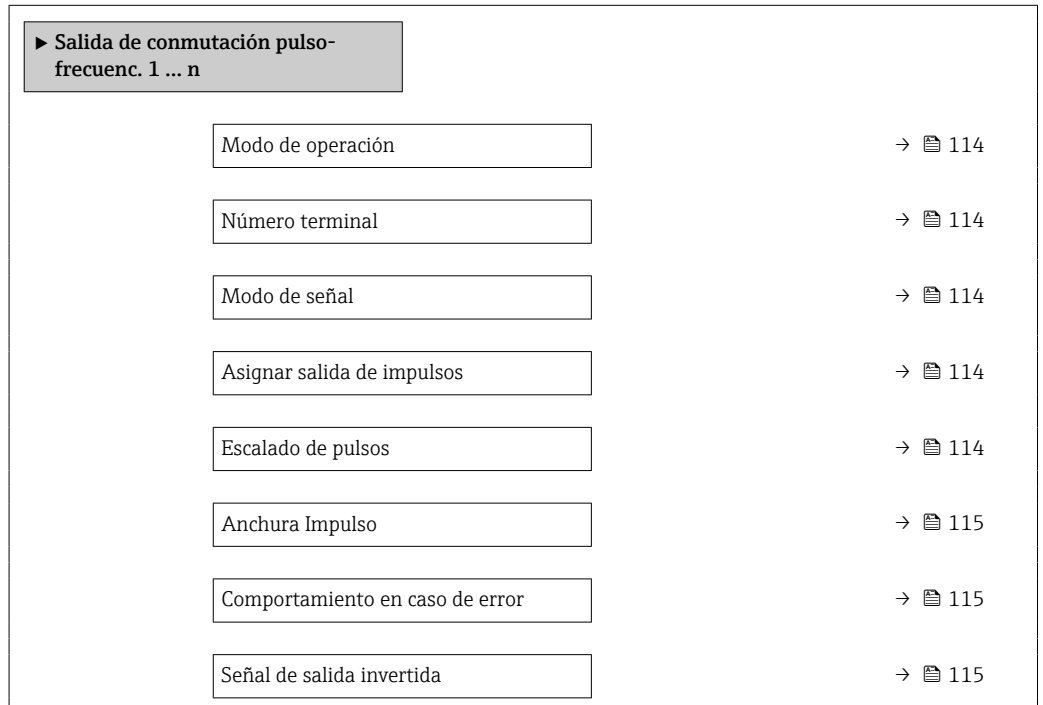 ▶ Salida de conmutación pulso-
frecuenc. 1 ... n
Modo de operación → 114
Número terminal → 114
Modo de señal → 114
Asignar salida de impulsos → 114
Escalado de pulsos → 114
Anchura Impulso → 115
Comportamiento en caso de error → 115
Señal de salida invertida → 115